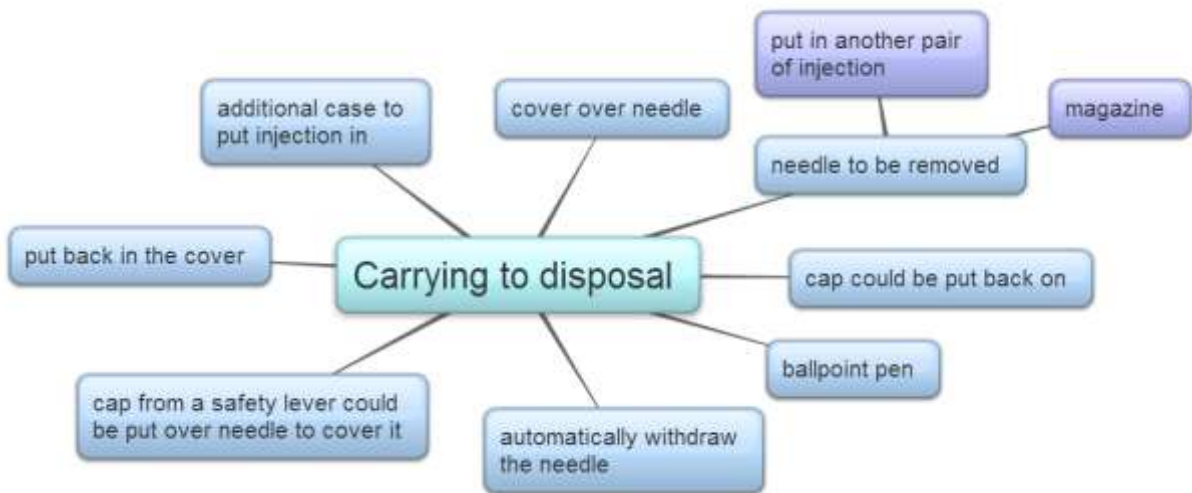 put in another pair
of injection
additional case to
put injection in
cover over needle
magazine
needle to be removed
put back in the cover
Carrying to disposal
cap could be put back on
ballpoint pen
cap from a safety lever could
be put over needle to cover it
automatically withdraw
the needle